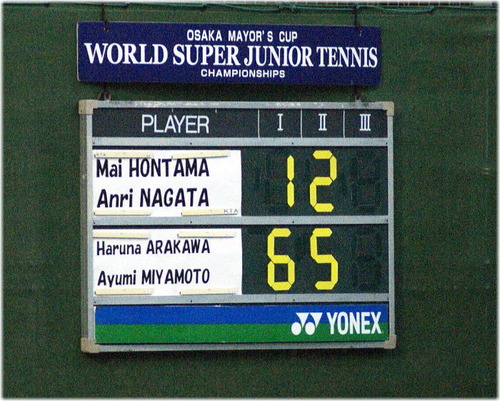 OSAKA MAYOR'S CUP
WORLD SUPER JUNIOR TENNIS
CHAMPIONSHIPS
PLAYER I II III
Mai HONTAMA
Anri NAGATA
1 2
Haruna ARAKAWA
Ayumi MIYAMOTO
6 5
YONEX